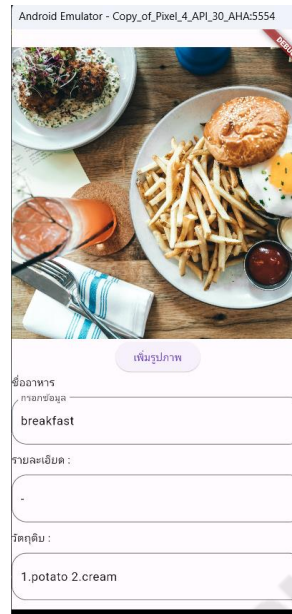 Android Emulator - Copy_of_Pixel_4_API_30_AHA:5554
เพิ่มรูปภาพ
ชื่ออาหาร
กรอกข้อมูล
breakfast
รายละเอียด :
-
วัตถุดิบ :
1.potato 2.cream